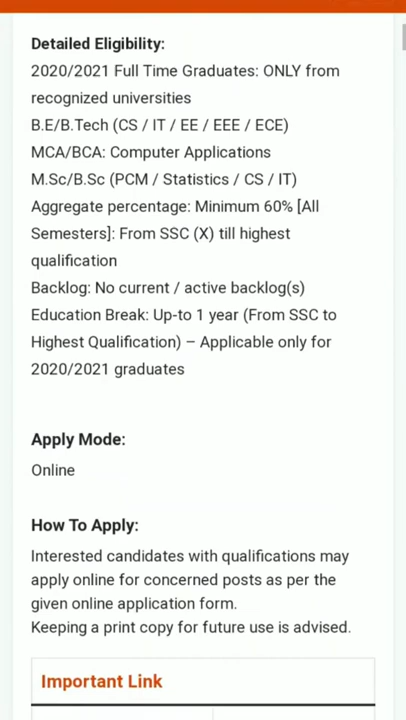 Detailed Eligibility:
2020/2021 Full Time Graduates: ONLY from
recognized universities
B.E/B.Tech (CS / IT / EE / EEE / ECE)
MCA/BCA: Computer Applications
M.Sc/B.Sc (PCM / Statistics / CS / IT)
Aggregate percentage: Minimum 60% [All
Semesters]: From SSC (X) till highest
qualification
Backlog: No current / active backlog(s)
Education Break: Up-to 1 year (From SSC to
Highest Qualification) – Applicable only for
2020/2021 graduates
Apply Mode:
Online
How To Apply:
Interested candidates with qualifications may
apply online for concerned posts as per the
given online application form.
Keeping a print copy for future use is advised.
Important Link